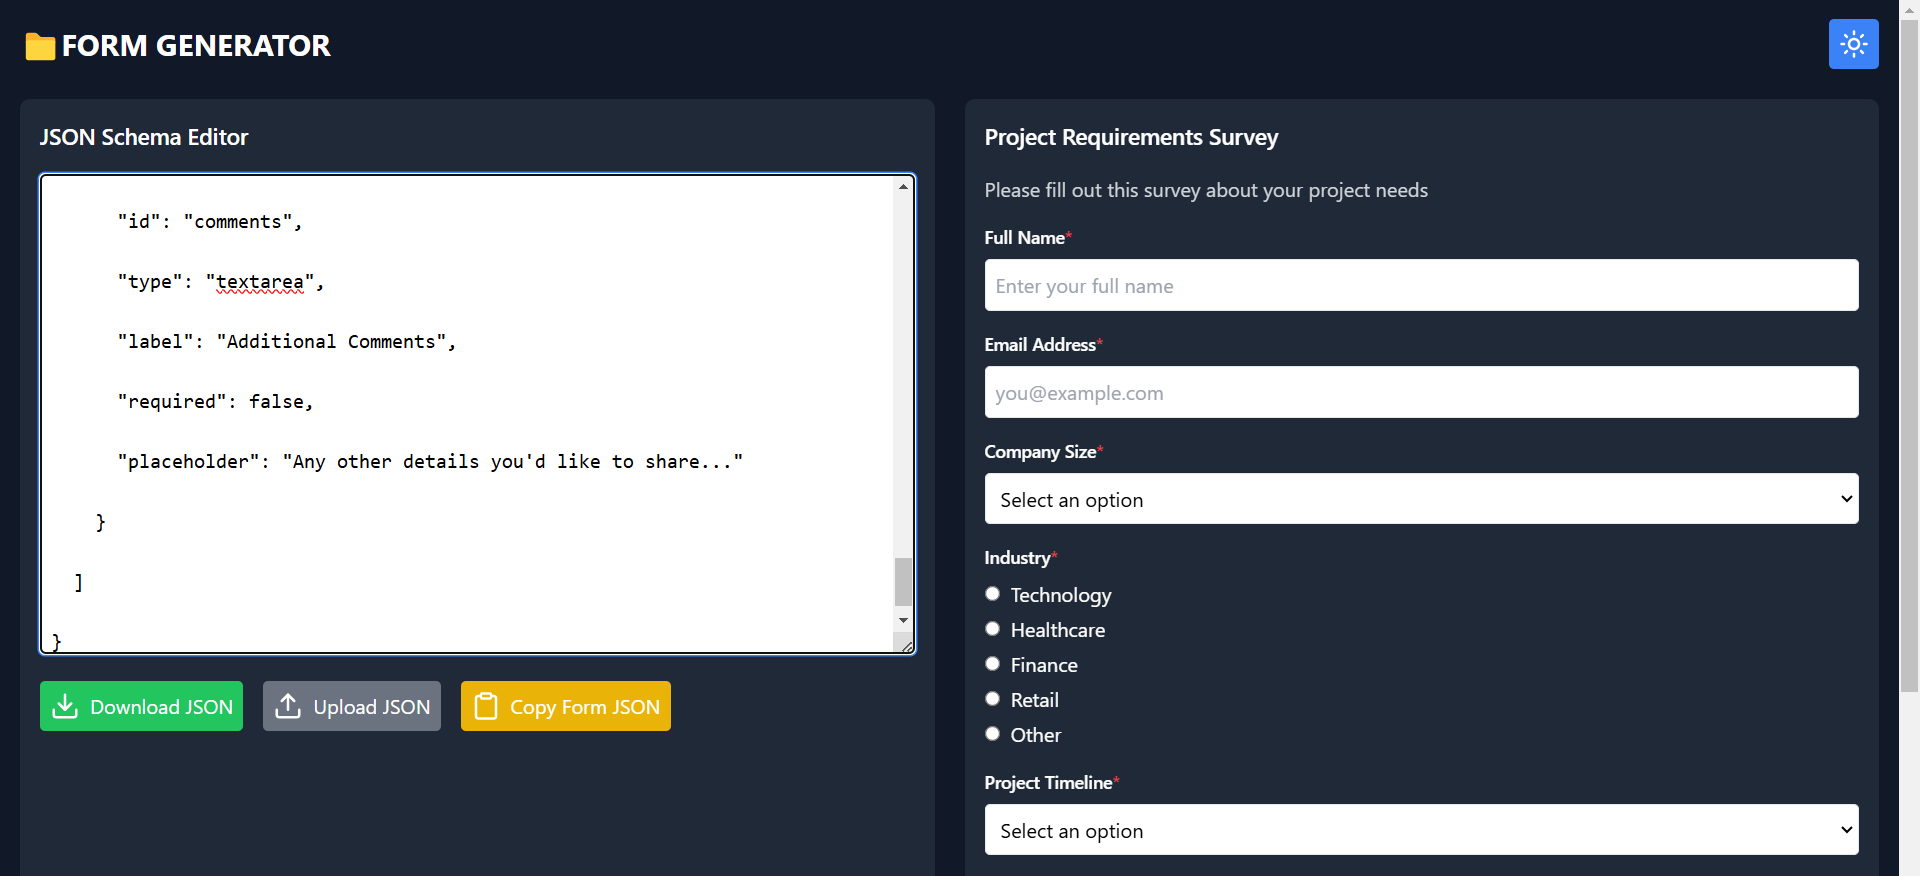 FORM GENERATOR
JSON Schema Editor
"id": "comments",
"type": "textarea",
"label": "Additional Comments",
"required": false,
"placeholder": "Any other details you'd like to share..."
}
]
}
Download JSON
Upload JSON
Copy Form JSON
Project Requirements Survey
Please fill out this survey about your project needs
Full Name*
Enter your full name
Email Address*
you@example.com
Company Size*
Select an option
Industry*
Technology
Healthcare
Finance
Retail
Other
Project Timeline*
Select an option